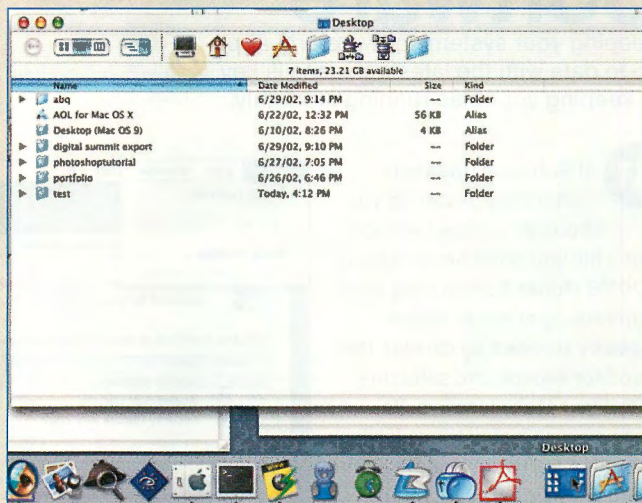 Desktop
7 items, 23.21 GB available
Name Date Modified Size Kind
abq 6/29/02, 9:14 PM -- Folder
AOL for Mac OS X 6/22/02, 12:32 PM 56 KB Alias
Desktop (Mac OS 9) 6/10/02, 8:26 PM 4 KB Alias
digital summit export 6/29/02, 9:10 PM -- Folder
photoshoptutorial 6/27/02, 7:05 PM -- Folder
portfolio 6/26/02, 6:46 PM -- Folder
test Today, 4:12 PM -- Folder
Desktop